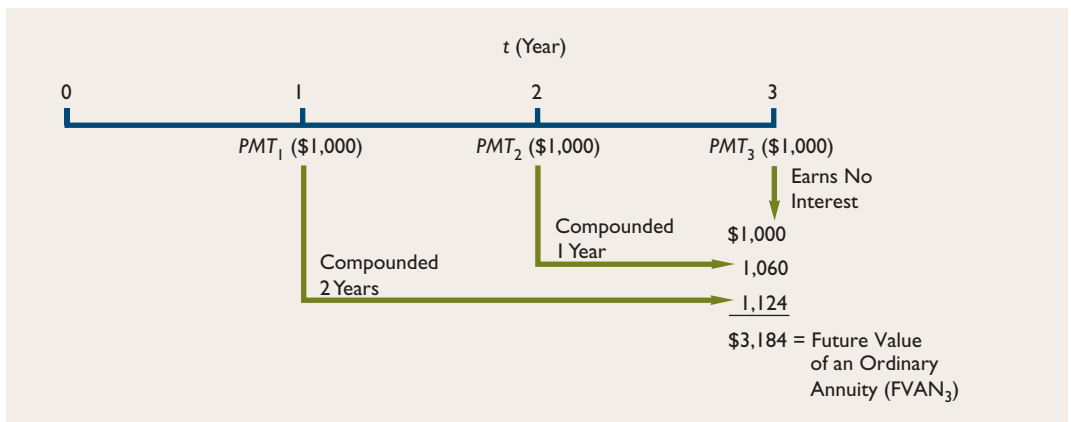 t (Year)
0 1 2 3
PMT₁ ($1,000) PMT₂ ($1,000) PMT₃ ($1,000)
Earns No
Interest
Compounded
1 Year
$1,000
1,060
Compounded
2 Years
1,124
$3,184 = Future Value
of an Ordinary
Annuity (FVAN₃)